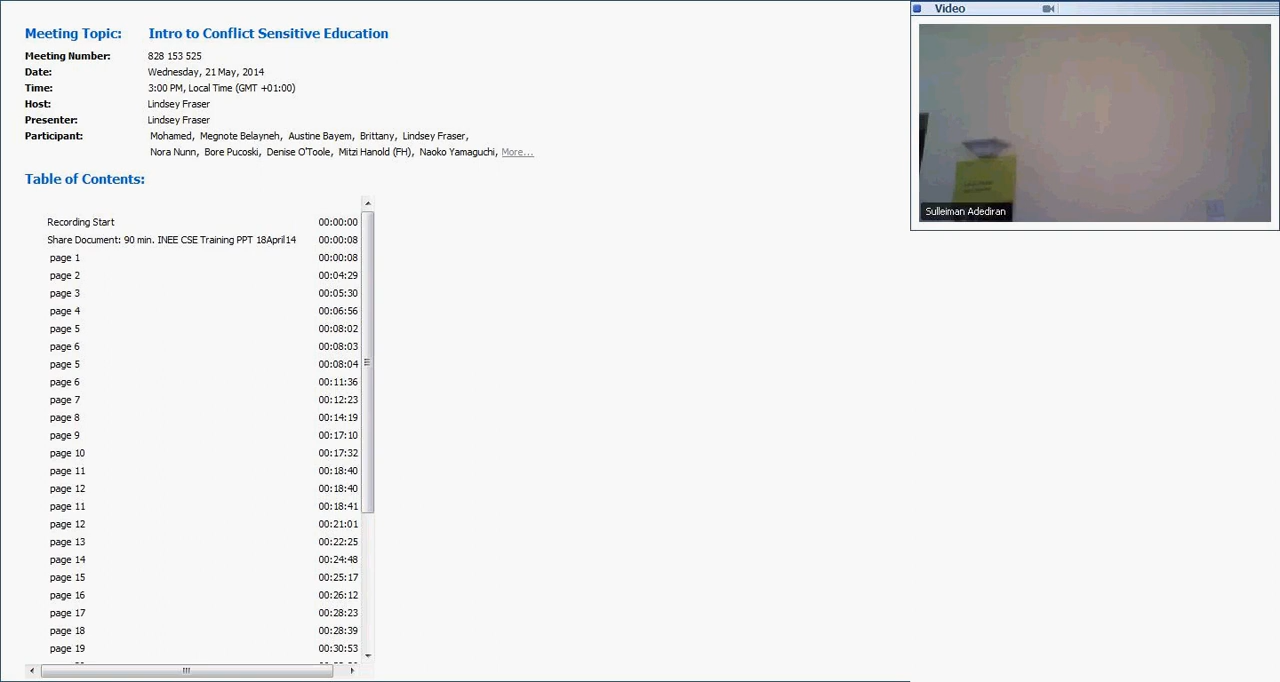 Meeting Topic: Intro to Conflict Sensitive Education
Meeting Number: 828 153 525
Date: Wednesday, 21 May, 2014
Time: 3:00 PM, Local Time (GMT +01:00)
Host: Lindsey Fraser
Presenter: Lindsey Fraser
Participant: Mohamed, Megnote Belayneh, Austine Bayem, Brittany, Lindsey Fraser,
Nora Nunn, Bore Pucoski, Denise O'Toole, Mitzi Hanold (FH), Naoko Yamaguchi, More...
Table of Contents:
Recording Start 00:00:00
Share Document: 90 min. INEE CSE Training PPT 18April14 00:00:08
page 1 00:00:08
page 2 00:04:29
page 3 00:05:30
page 4 00:06:56
page 5 00:08:02
page 6 00:08:03
page 5 00:08:04
page 6 00:11:36
page 7 00:12:23
page 8 00:14:19
page 9 00:17:10
page 10 00:17:32
page 11 00:18:40
page 12 00:18:40
page 11 00:18:41
page 12 00:21:01
page 13 00:22:25
page 14 00:24:48
page 15 00:25:17
page 16 00:26:12
page 17 00:28:23
page 18 00:28:39
page 19 00:30:53
Video
Sulleiman Adediran